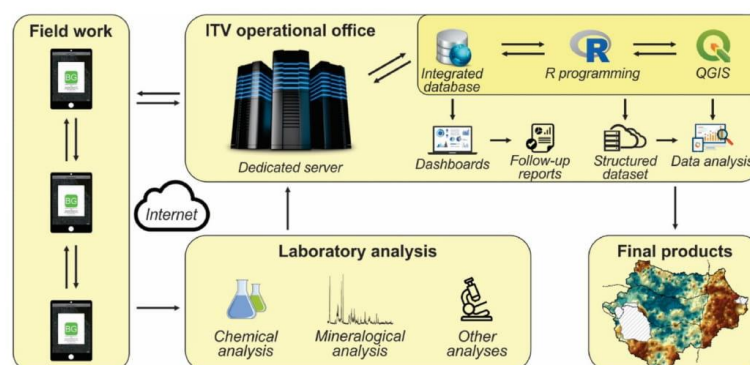 Field work
BG
BG
BG
Internet
ITV operational office
Dedicated server
Integrated
database
R programming
QGIS
Dashboards
Follow-up
reports
Structured
dataset
Data analysis
Laboratory analysis
Chemical
analysis
Mineralogical
analysis
Other
analyses
Final products